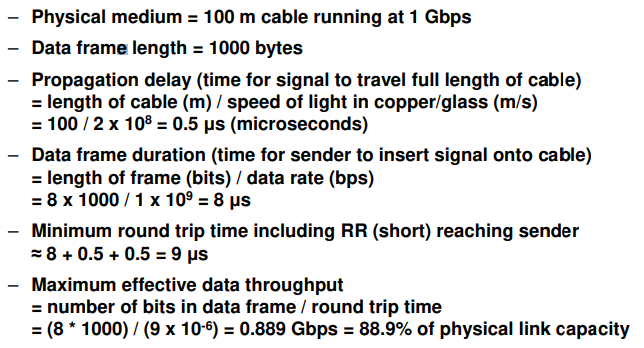 – Physical medium = 100 m cable running at 1 Gbps
– Data frame length = 1000 bytes
– Propagation delay (time for signal to travel full length of cable)
= length of cable (m) / speed of light in copper/glass (m/s)
= 100 / 2 x 10⁸ = 0.5 µs (microseconds)
– Data frame duration (time for sender to insert signal onto cable)
= length of frame (bits) / data rate (bps)
= 8 x 1000 / 1 x 10⁹ = 8 µs
– Minimum round trip time including RR (short) reaching sender
≈ 8 + 0.5 + 0.5 = 9 µs
– Maximum effective data throughput
= number of bits in data frame / round trip time
= (8 * 1000) / (9 x 10⁻⁶) = 0.889 Gbps = 88.9% of physical link capacity